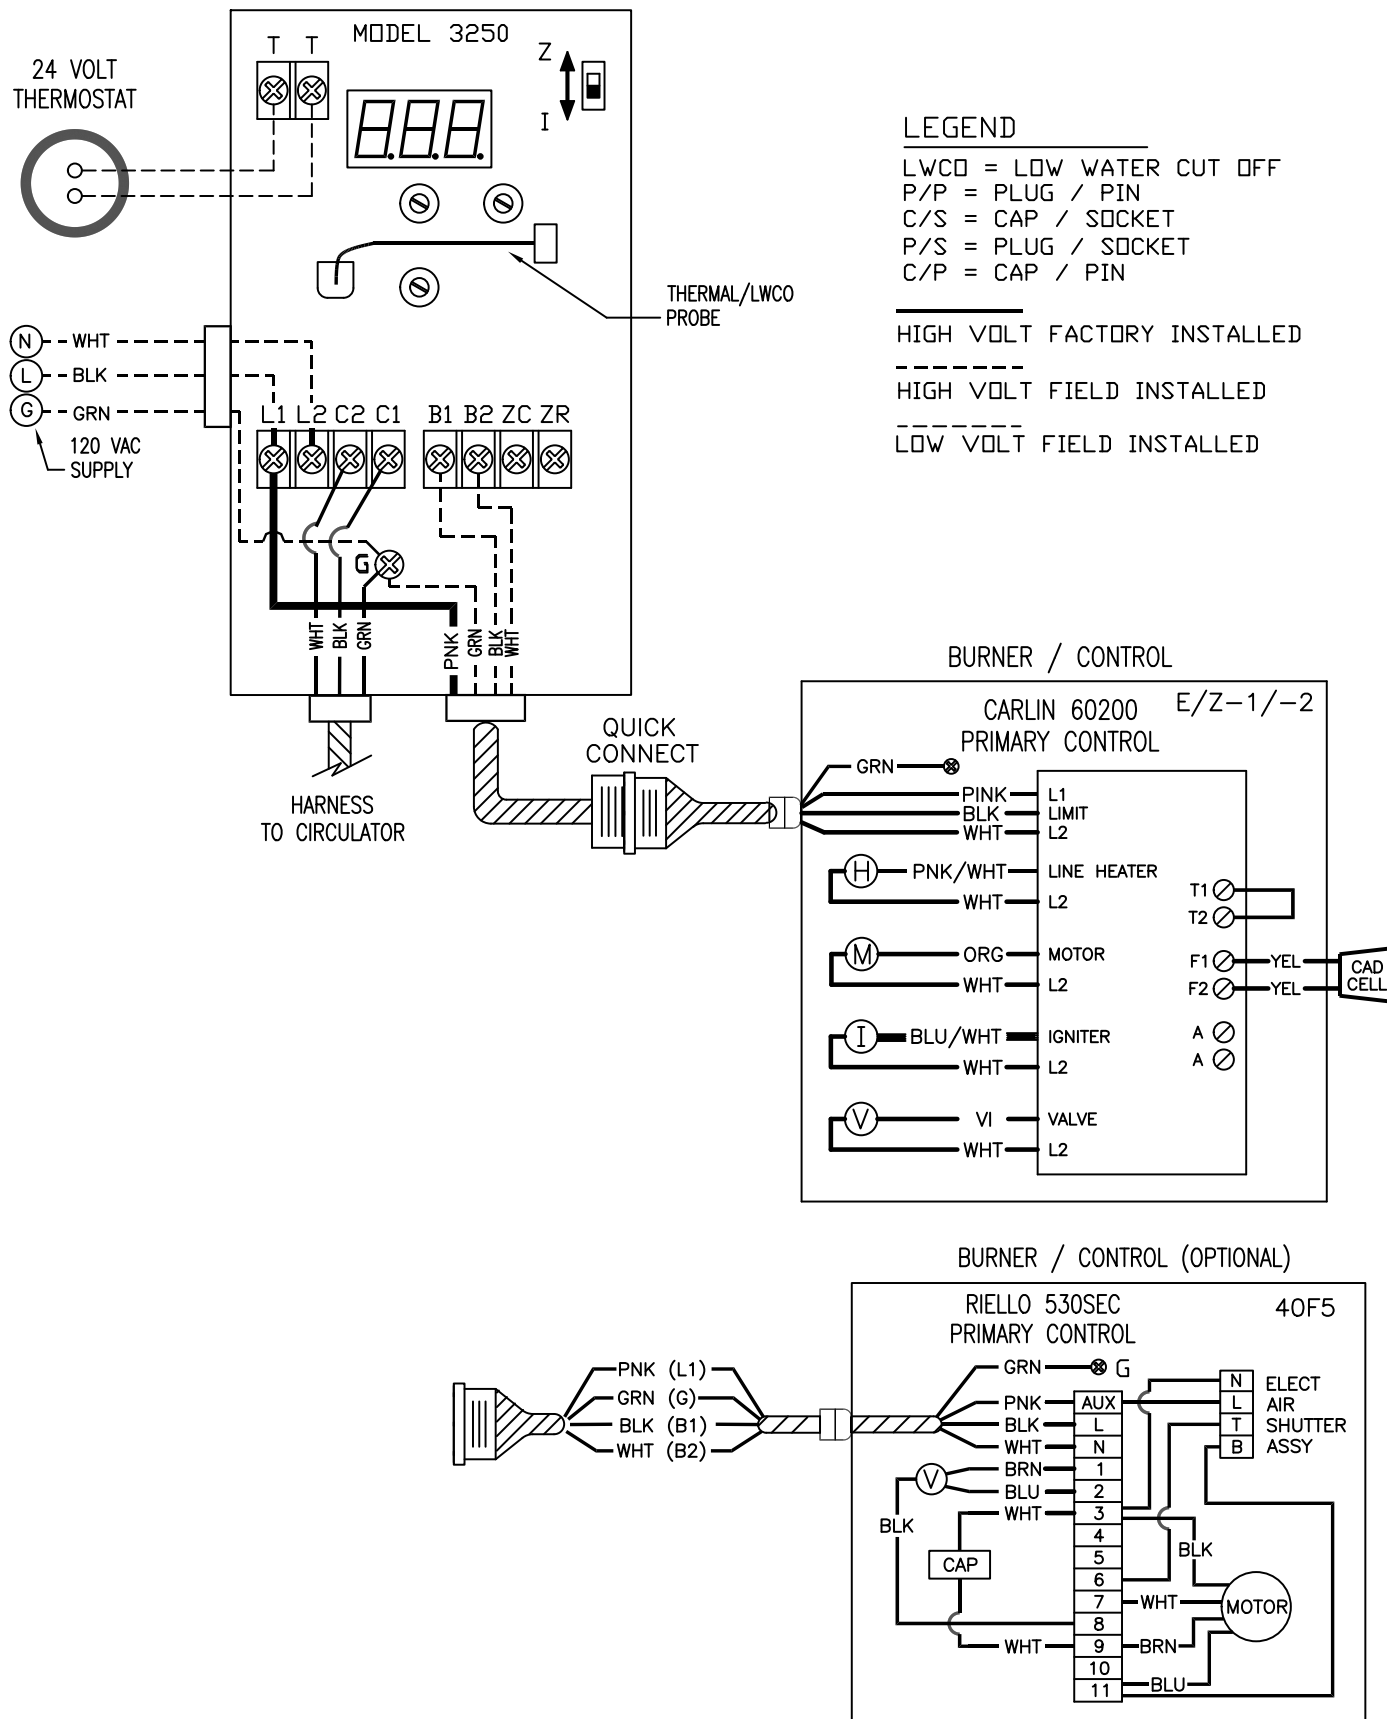 MODEL 3250
T T
Z
I
24 VOLT
THERMOSTAT
THERMAL/LWCO
PROBE
N WHT
L BLK
G GRN
120 VAC
SUPPLY
L1 L2 C2 C1 B1 B2 ZC ZR
G
WHT BLK GRN PNK GRN BLK WHT
HARNESS
TO CIRCULATOR
QUICK
CONNECT
LEGEND
LWCO = LOW WATER CUT OFF
P/P = PLUG / PIN
C/S = CAP / SOCKET
P/S = PLUG / SOCKET
C/P = CAP / PIN
HIGH VOLT FACTORY INSTALLED
HIGH VOLT FIELD INSTALLED
LOW VOLT FIELD INSTALLED
BURNER / CONTROL
CARLIN 60200 E/Z-1/-2
PRIMARY CONTROL
GRN
PINK L1
BLK LIMIT
WHT L2
H PNK/WHT LINE HEATER
WHT L2
M ORG MOTOR
WHT L2
I BLU/WHT IGNITER
WHT L2
V VI VALVE
WHT L2
T1
T2
F1 YEL
F2 YEL
CAD
CELL
A
A
BURNER / CONTROL (OPTIONAL)
RIELLO 530SEC 40F5
PRIMARY CONTROL
PNK (L1)
GRN (G)
BLK (B1)
WHT (B2)
GRN G
PNK AUX
BLK L
WHT N
BRN 1
V
BLU 2
WHT 3
4
5
6
7 WHT
8
WHT 9 BRN
10
11 BLU
BLK
CAP
BLK
MOTOR
N ELECT
L AIR
T SHUTTER
B ASSY